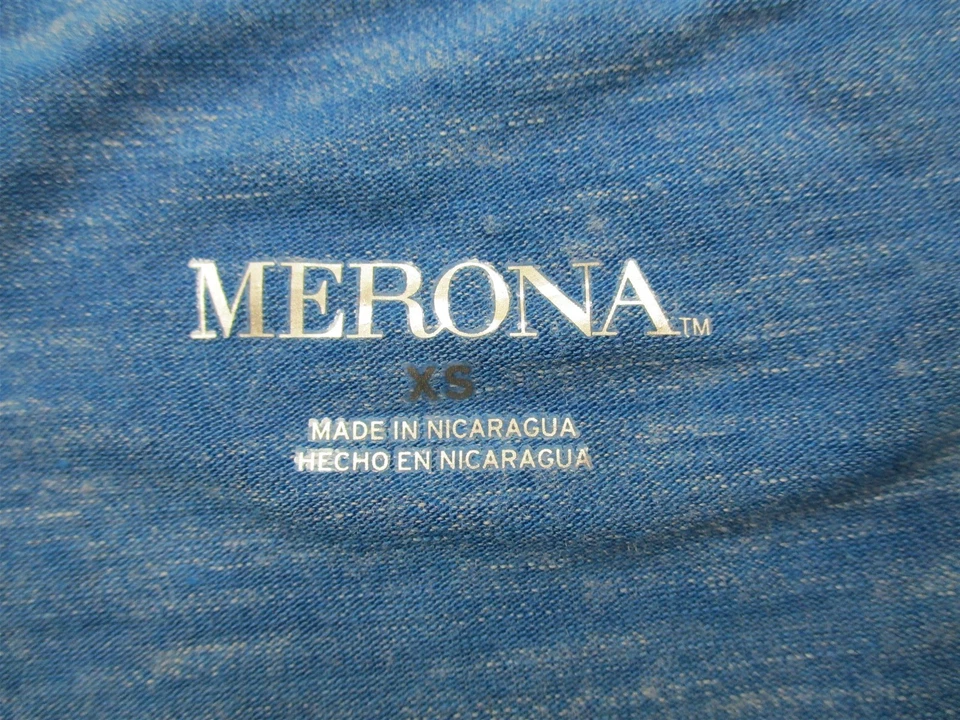 MERONA™
XS
MADE IN NICARAGUA
HECHO EN NICARAGUA